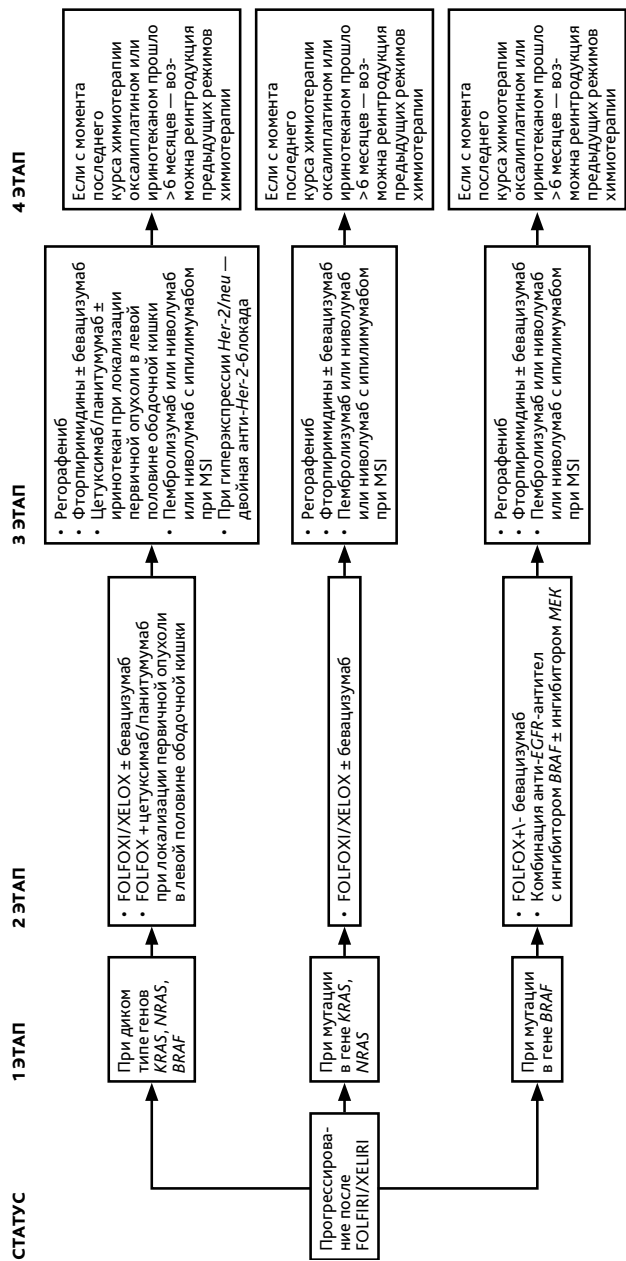 СТАТУС
1 ЭТАП
2 ЭТАП
3 ЭТАП
4 ЭТАП
Прогрессирова-
ние после
FOLFIRI/XELIRI
При диком
типе генов
KRAS, NRAS,
BRAF
• FOLFOXI/XELOX ± бевацизумаб
• FOLFOX +цетуксимаб/панитумумаб
при локализации первичной опухоли
в левой половине ободочной кишки
• Регорафениб
• Фторпиримидины ± бевацизумаб
• Цетуксимаб/панитумумаб ±
иринотекан при локализации
первичной опухоли в левой
половине ободочной кишки
• Пембролизумаб или ниволумаб
или ниволумаб с ипилимумабом
при MSI
• При гиперэкспрессии Her-2/neu —
двойная анти-Her-2-блокада
Если с момента
последнего
курса химиотерапии
оксалиплатином или
иринотеканом прошло
>6 месяцев — воз-
можна реинтродукция
предыдущих режимов
химиотерапии
При мутации
в гене KRAS,
NRAS
• FOLFOXI/XELOX ± бевацизумаб
• Регорафениб
• Фторпиримидины ± бевацизумаб
• Пембролизумаб или ниволумаб
или ниволумаб с ипилимумабом
при MSI
Если с момента
последнего
курса химиотерапии
оксалиплатином или
иринотеканом прошло
>6 месяцев — воз-
можна реинтродукция
предыдущих режимов
химиотерапии
При мутации
в гене BRAF
• FOLFOX+\- бевацизумаб
• Комбинация анти-EGFR-антител
с ингибитором BRAF ± ингибитором MEK
• Регорафениб
• Фторпиримидины ± бевацизумаб
• Пембролизумаб или ниволумаб
или ниволумаб с ипилимумабом
при MSI
Если с момента
последнего
курса химиотерапии
оксалиплатином или
иринотеканом прошло
>6 месяцев — воз-
можна реинтродукция
предыдущих режимов
химиотерапии